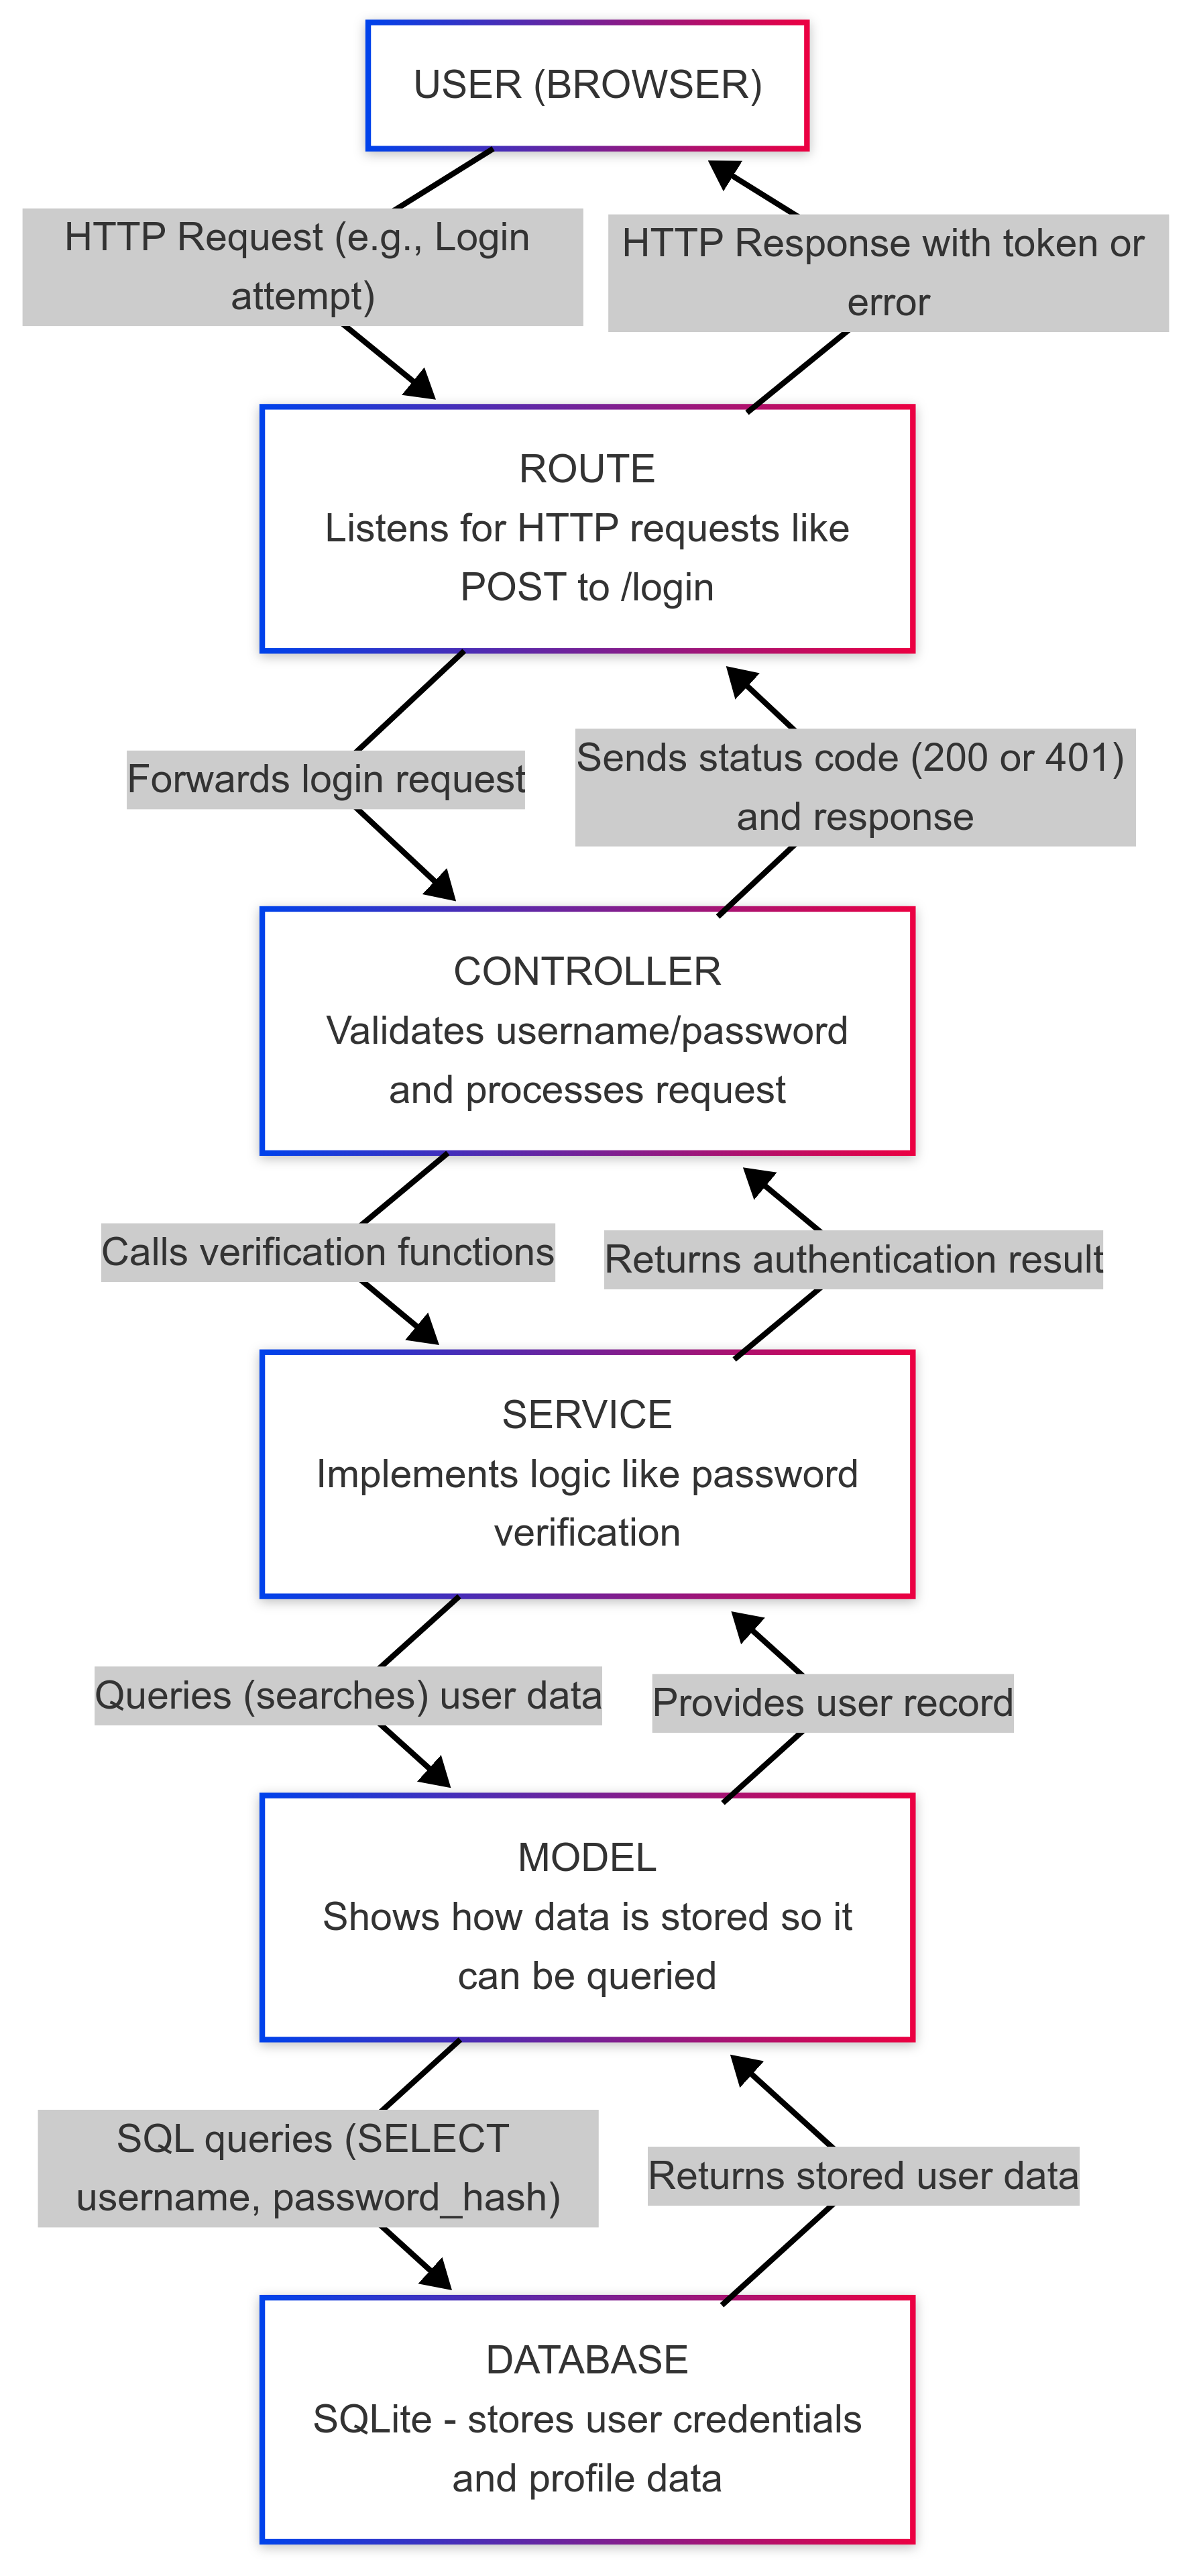 USER (BROWSER)
HTTP Request (e.g., Login
attempt)
HTTP Response with token or
error
ROUTE
Listens for HTTP requests like
POST to /login
Forwards login request
Sends status code (200 or 401)
and response
CONTROLLER
Validates username/password
and processes request
Calls verification functions
Returns authentication result
SERVICE
Implements logic like password
verification
Queries (searches) user data
Provides user record
MODEL
Shows how data is stored so it
can be queried
SQL queries (SELECT
username, password_hash)
Returns stored user data
DATABASE
SQLite - stores user credentials
and profile data